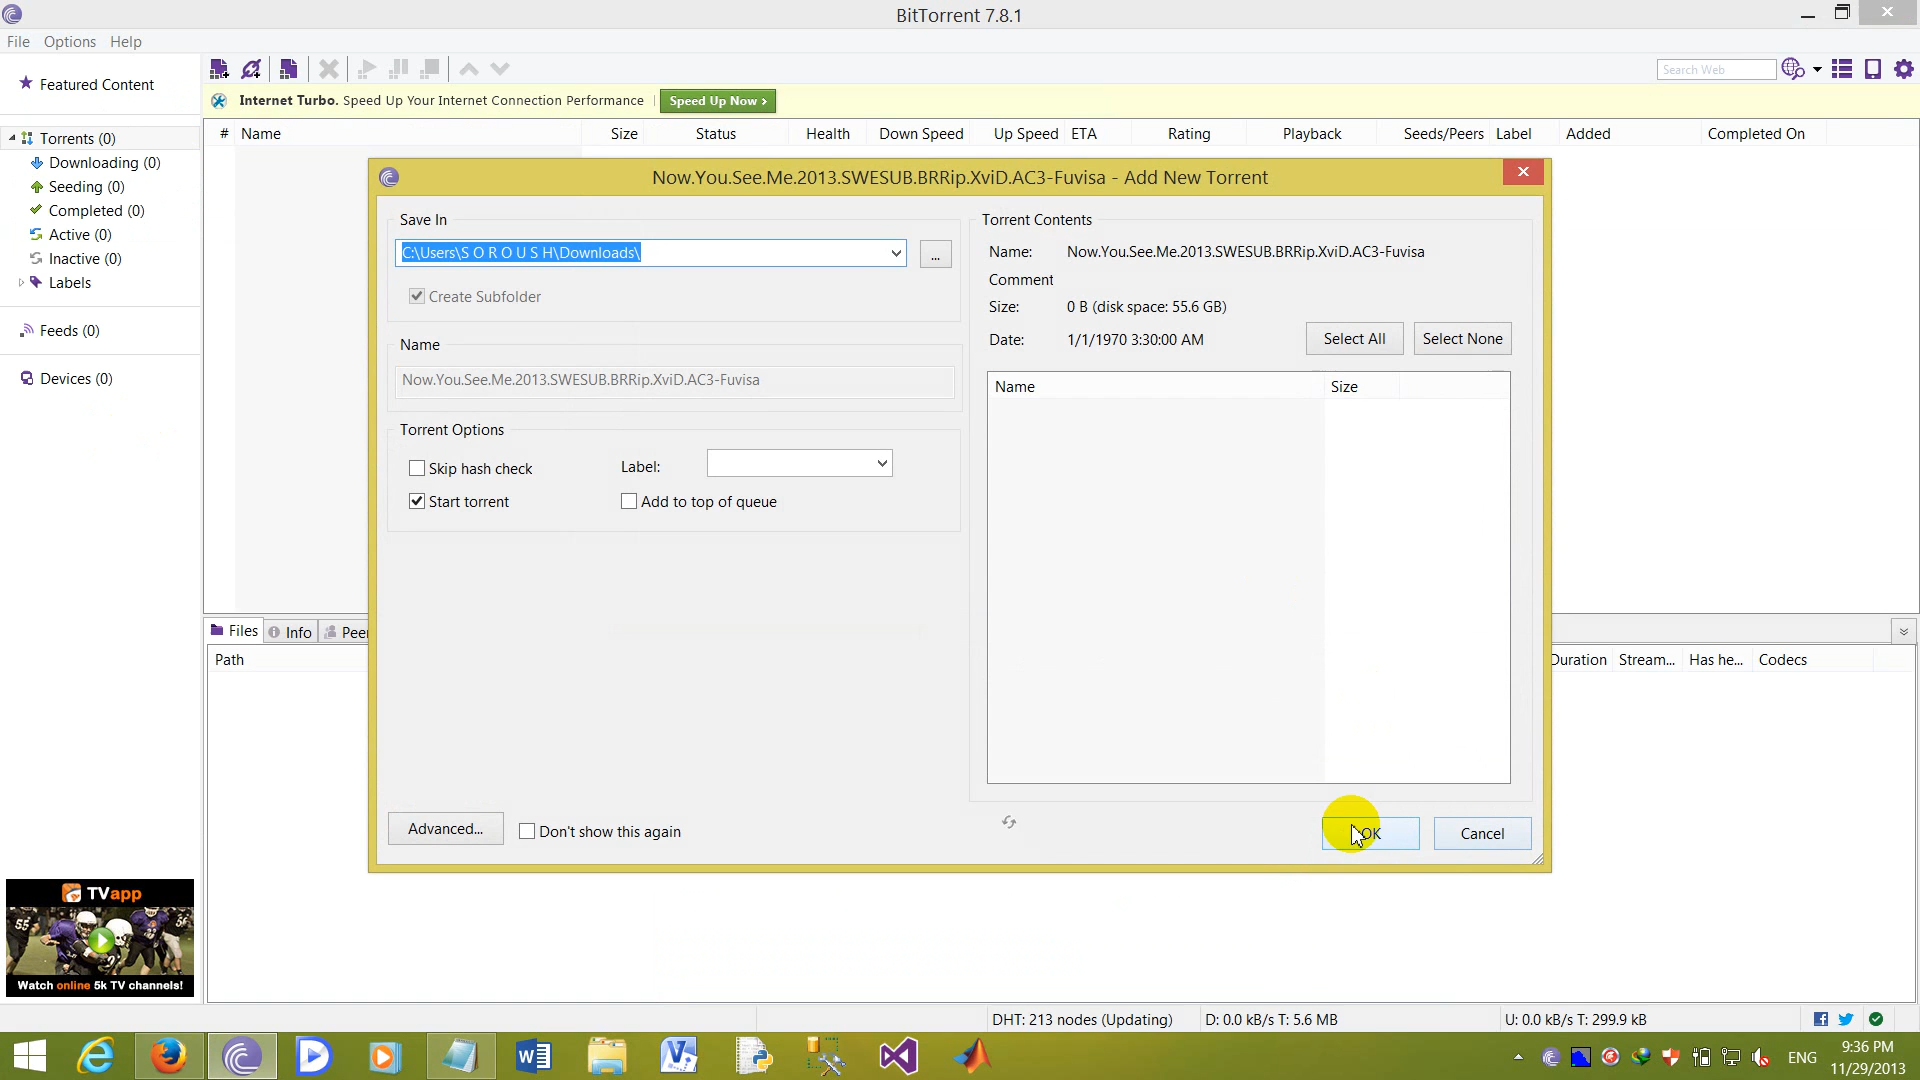 BitTorrent 7.8.1
File Options Help
Featured Content
Torrents (0)
Downloading (0)
Seeding (0)
Completed (0)
Active (0)
Inactive (0)
Labels
Feeds (0)
Devices (0)
Search Web
Internet Turbo. Speed Up Your Internet Connection Performance Speed Up Now >
# Name Size Status Health Down Speed Up Speed ETA Rating Playback Seeds/Peers Label Added Completed On
Now.You.See.Me.2013.SWESUB.BRRip.XviD.AC3-Fuvisa - Add New Torrent
Save In
C:\Users\S O R O U S H\Downloads\
...
Create Subfolder
Name
Now.You.See.Me.2013.SWESUB.BRRip.XviD.AC3-Fuvisa
Torrent Options
Skip hash check Label:
Start torrent Add to top of queue
Advanced... Don't show this again
Torrent Contents
Name: Now.You.See.Me.2013.SWESUB.BRRip.XviD.AC3-Fuvisa
Comment
Size: 0 B (disk space: 55.6 GB)
Date: 1/1/1970 3:30:00 AM Select All Select None
Name Size
OK Cancel
Files Info Peer
Path Duration Stream... Has he... Codecs
TVapp
55
Watch online 5k TV channels!
DHT: 213 nodes (Updating) D: 0.0 kB/s T: 5.6 MB U: 0.0 kB/s T: 299.9 kB
ENG 9:36 PM
11/29/2013